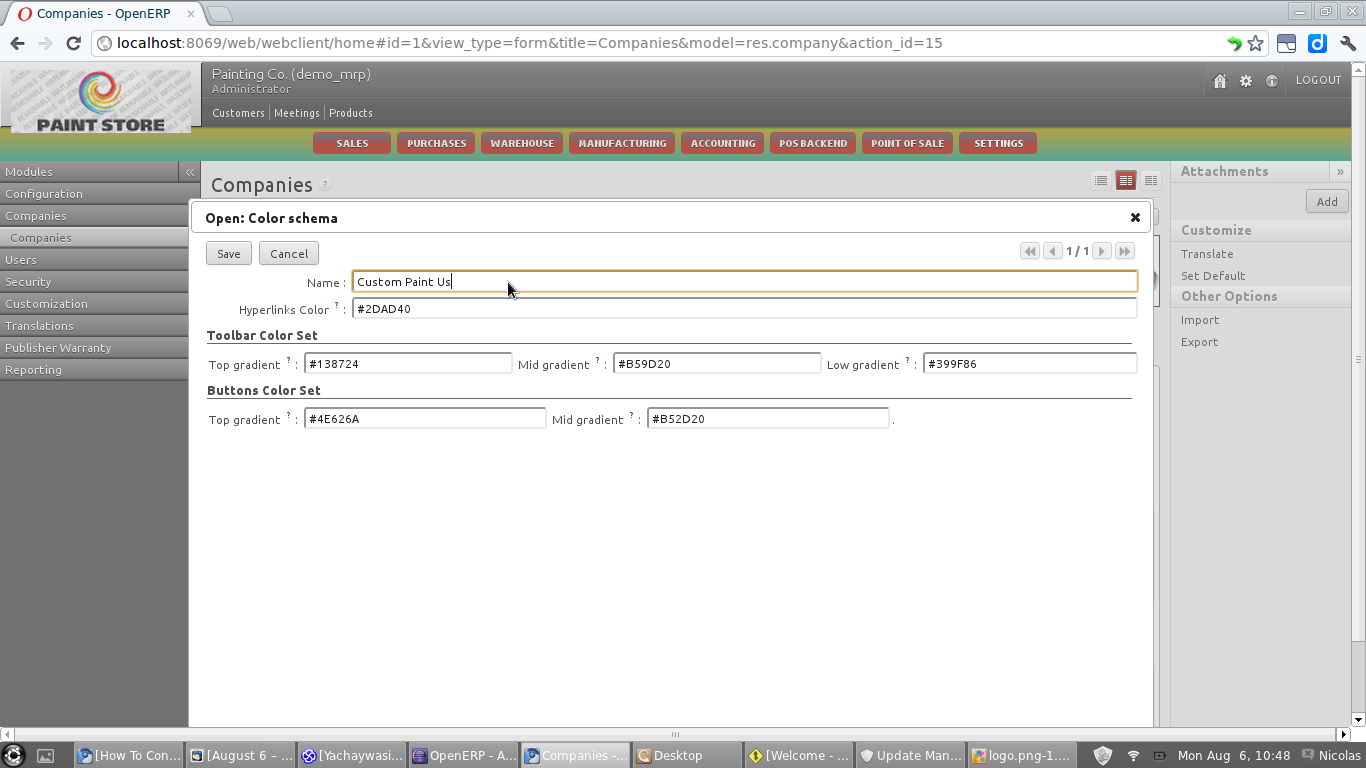 Companies - OpenERP
localhost:8069/web/webclient/home#id=1&view_type=form&title=Companies&model=res.company&action_id=15
PAINT STORE
Painting Co. (demo_mrp)
Administrator
Customers | Meetings | Products
LOGOUT
SALES PURCHASES WAREHOUSE MANUFACTURING ACCOUNTING POS BACKEND POINT OF SALE SETTINGS
Modules «
Configuration
Companies
Companies
Users
Security
Customization
Translations
Publisher Warranty
Reporting
Companies ?
Open: Color schema
Save Cancel 1 / 1
Name : Custom Paint Us
Hyperlinks Color ? : #2DAD40
Toolbar Color Set
Top gradient ? : #138724 Mid gradient ? : #B59D20 Low gradient ? : #399F86
Buttons Color Set
Top gradient ? : #4E626A Mid gradient ? : #B52D20 .
Attachments »
Add
Customize
Translate
Set Default
Other Options
Import
Export
[How To Con... [August 6 – ... [Yachaywasi... OpenERP - A... Companies -... Desktop [Welcome - ... Update Man... logo.png-1.... Mon Aug 6, 10:48 Nicolas